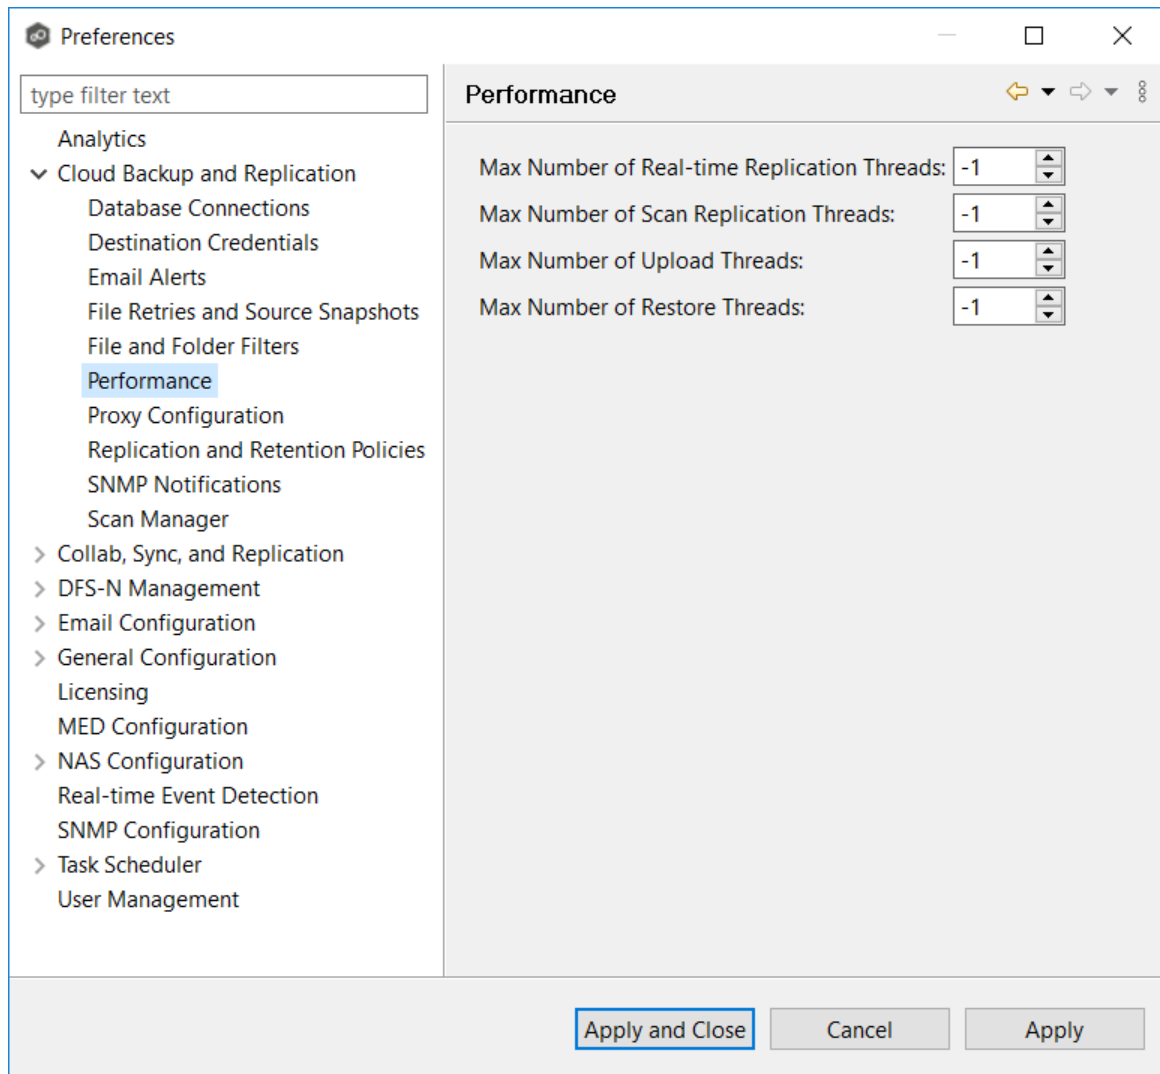 Preferences
type filter text
Analytics
Cloud Backup and Replication
Database Connections
Destination Credentials
Email Alerts
File Retries and Source Snapshots
File and Folder Filters
Performance
Proxy Configuration
Replication and Retention Policies
SNMP Notifications
Scan Manager
Collab, Sync, and Replication
DFS-N Management
Email Configuration
General Configuration
Licensing
MED Configuration
NAS Configuration
Real-time Event Detection
SNMP Configuration
Task Scheduler
User Management
Performance
Max Number of Real-time Replication Threads: -1
Max Number of Scan Replication Threads: -1
Max Number of Upload Threads: -1
Max Number of Restore Threads: -1
Apply and Close Cancel Apply